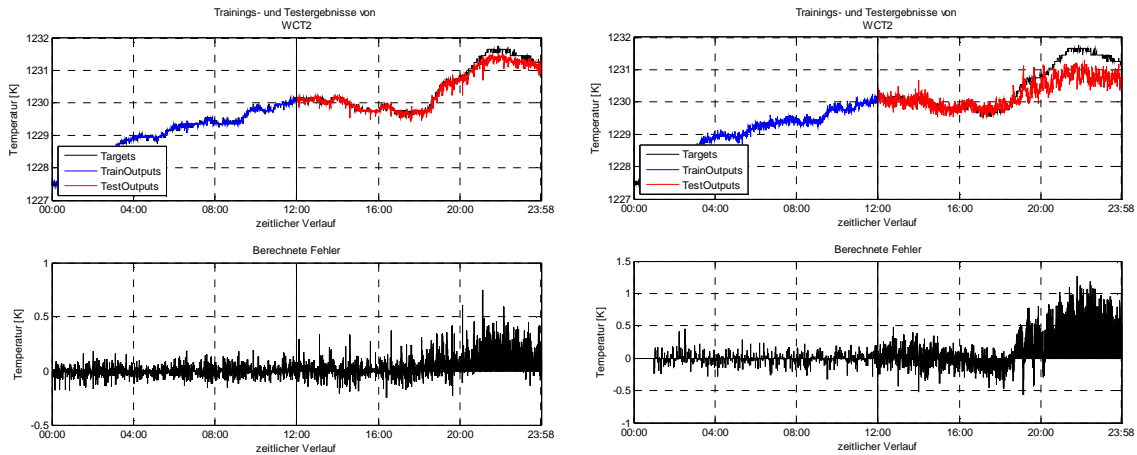 Trainings- und Testergebnisse von
WCT2
1232
1231
1230
1229
1228
1227
Temperatur [K]
Targets
TrainOutputs
TestOutputs
00:00 04:00 08:00 12:00 16:00 20:00 23:58
zeitlicher Verlauf
Berechnete Fehler
1
0.5
0
-0.5
Temperatur [K]
00:00 04:00 08:00 12:00 16:00 20:00 23:58
zeitlicher Verlauf
Trainings- und Testergebnisse von
WCT2
1232
1231
1230
1229
1228
1227
Temperatur [K]
Targets
TrainOutputs
TestOutputs
00:00 04:00 08:00 12:00 16:00 20:00 23:58
zeitlicher Verlauf
Berechnete Fehler
1.5
1
0.5
0
-0.5
-1
Temperatur [K]
00:00 04:00 08:00 12:00 16:00 20:00 23:58
zeitlicher Verlauf